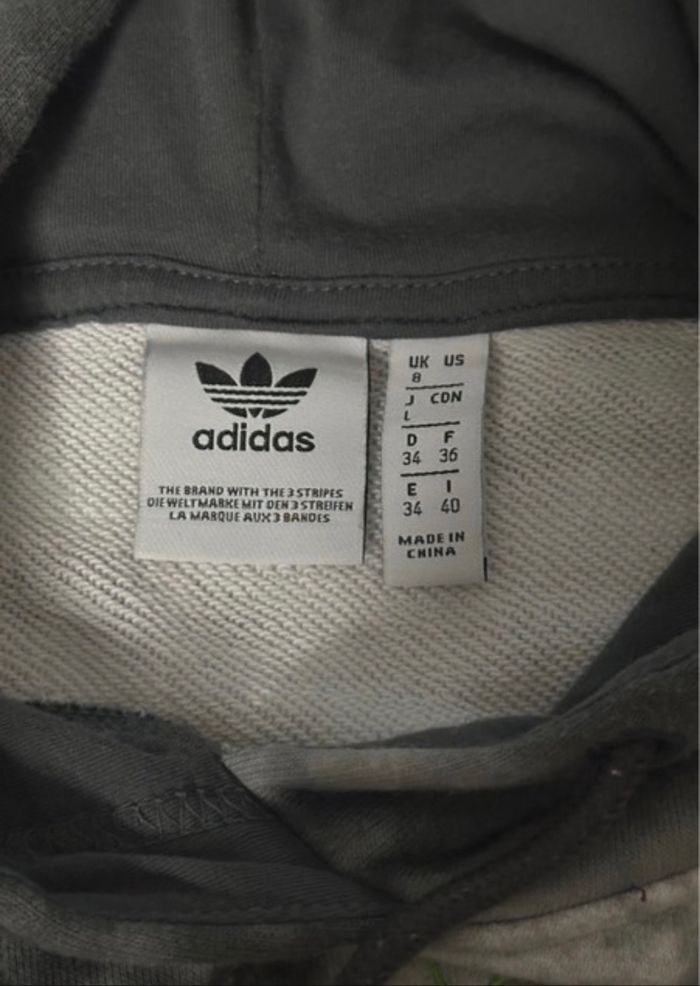 adidas
THE BRAND WITH THE 3 STRIPES
DIE WELTMARKE MIT DEN 3 STREIFEN
LA MARQUE AUX 3 BANDES
UK US
8
J CDN
L
D F
34 36
E I
34 40
MADE IN
CHINA